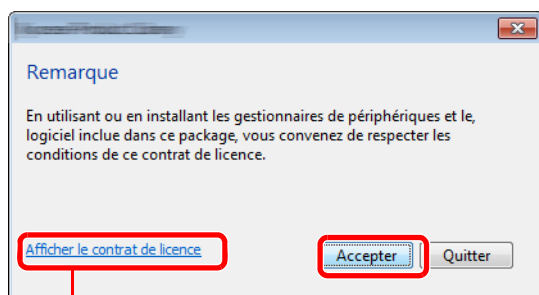 Remarque
En utilisant ou en installant les gestionnaires de périphériques et le,
logiciel inclue dans ce package, vous convenez de respecter les
conditions de ce contrat de licence.
Afficher le contrat de licence
Accepter
Quitter